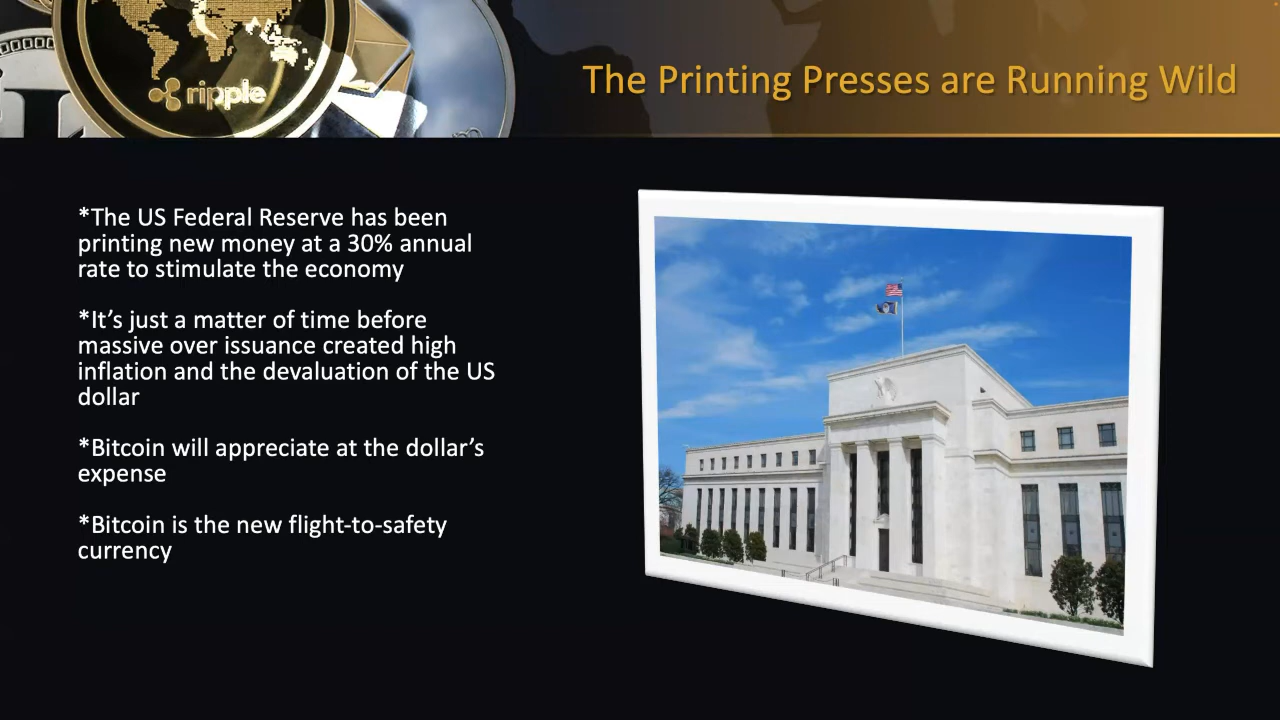 ripple
The Printing Presses are Running Wild
*The US Federal Reserve has been
printing new money at a 30% annual
rate to stimulate the economy
*It’s just a matter of time before
massive over issuance created high
inflation and the devaluation of the US
dollar
*Bitcoin will appreciate at the dollar’s
expense
*Bitcoin is the new flight-to-safety
currency